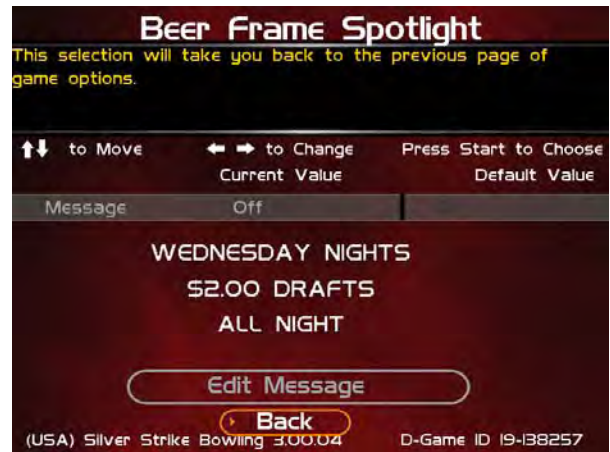 Beer Frame Spotlight
This selection will take you back to the previous page of
game options.
to Move to Change Press Start to Choose
Current Value Default Value
Message Off
WEDNESDAY NIGHTS
$2.00 DRAFTS
ALL NIGHT
Edit Message
Back
(USA) Silver Strike Bowling 3.00.04 D-Game ID 19-138257